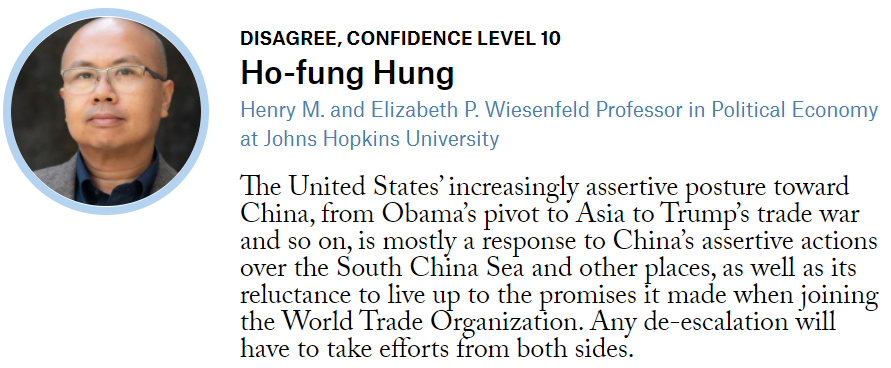 DISAGREE, CONFIDENCE LEVEL 10
Ho-fung Hung
Henry M. and Elizabeth P. Wiesenfeld Professor in Political Economy
at Johns Hopkins University
The United States’ increasingly assertive posture toward
China, from Obama’s pivot to Asia to Trump’s trade war
and so on, is mostly a response to China’s assertive actions
over the South China Sea and other places, as well as its
reluctance to live up to the promises it made when joining
the World Trade Organization. Any de-escalation will
have to take efforts from both sides.